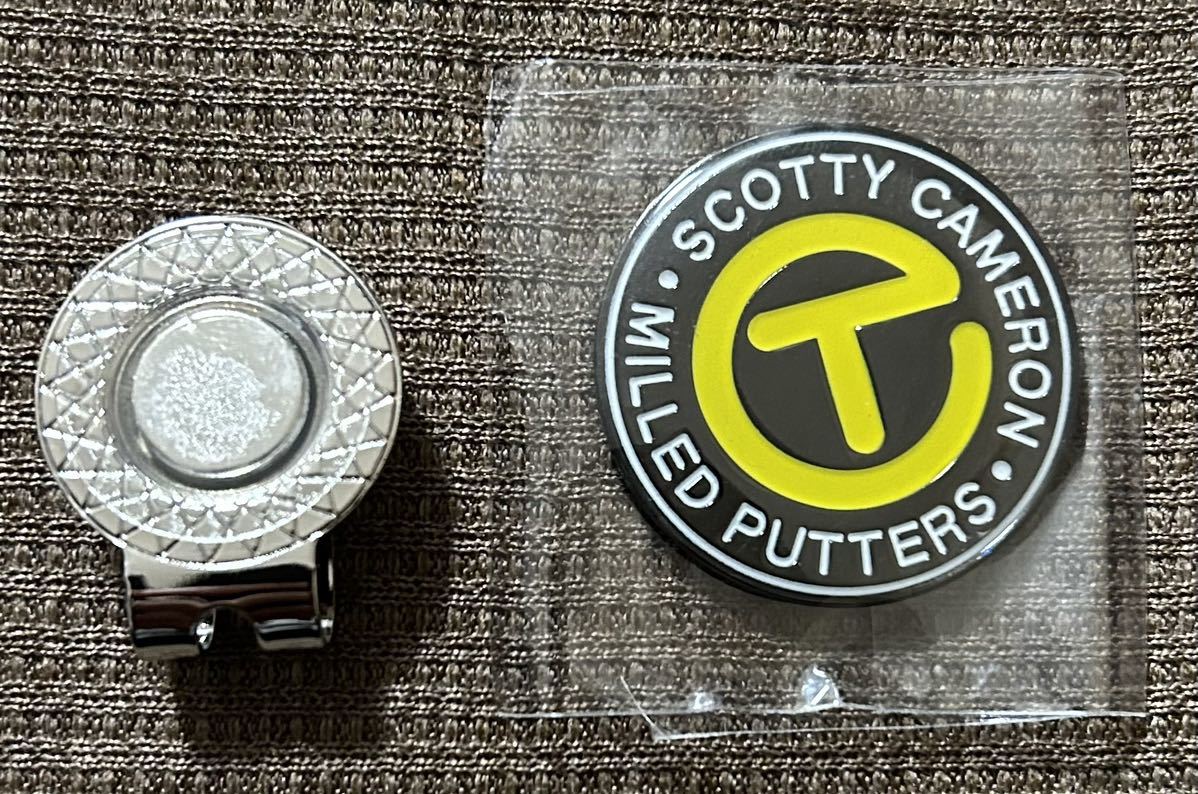 • SCOTTY CAMERON •
MILLED PUTTERS
T